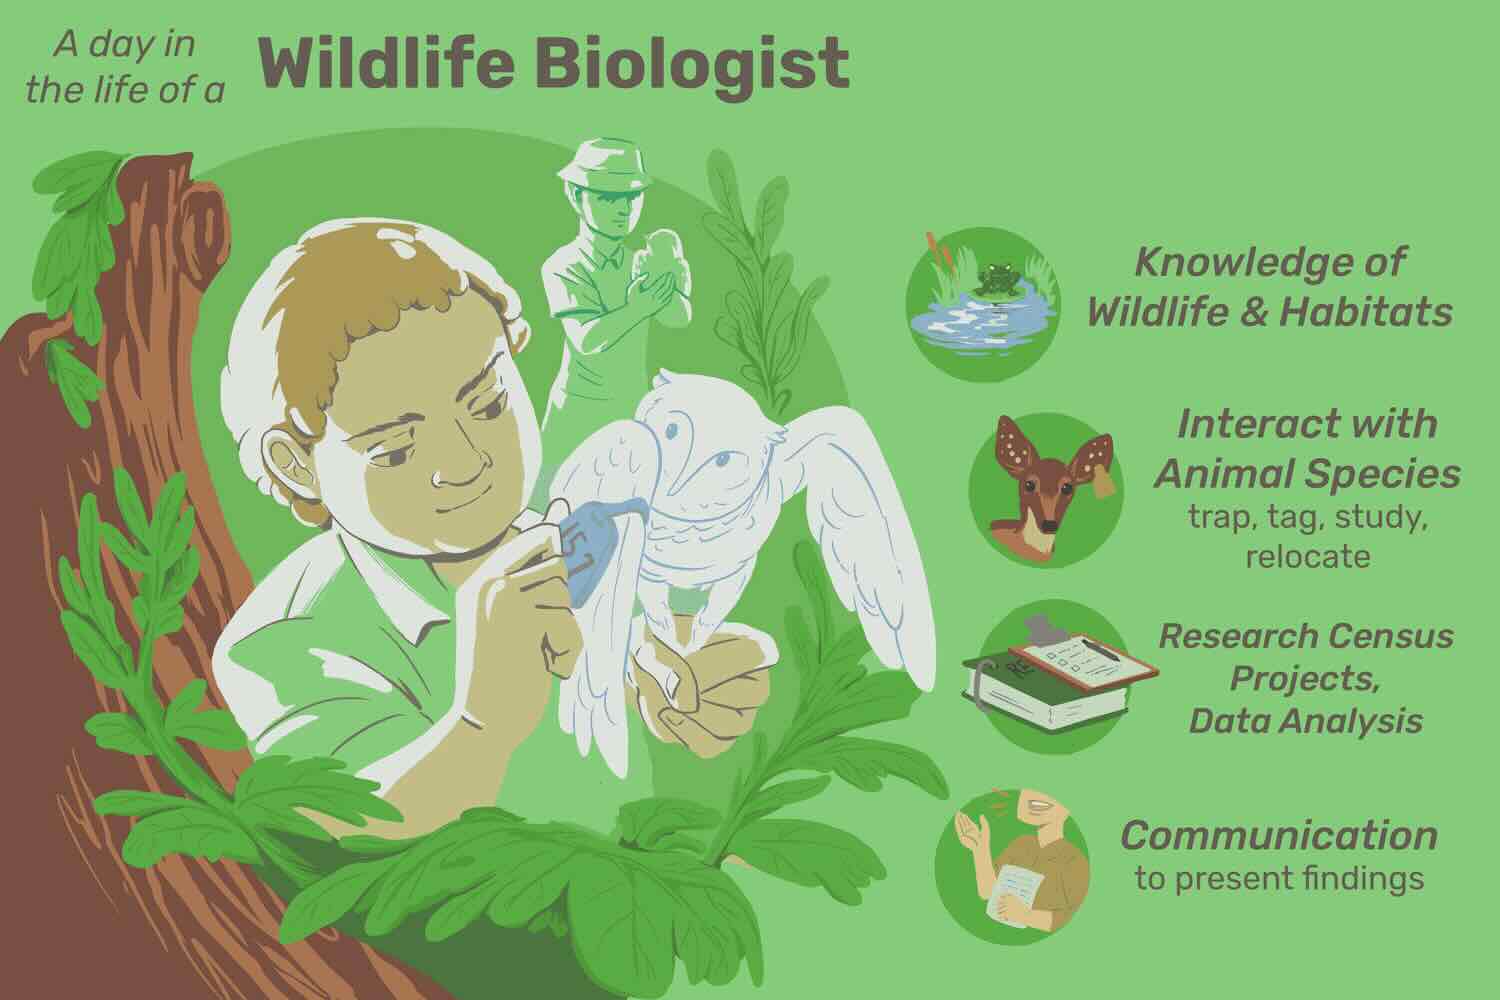 A day in
the life of a
Wildlife Biologist
157
Knowledge of
Wildlife & Habitats
Interact with
Animal Species
trap, tag, study,
relocate
Research Census
Projects,
Data Analysis
Communication
to present findings